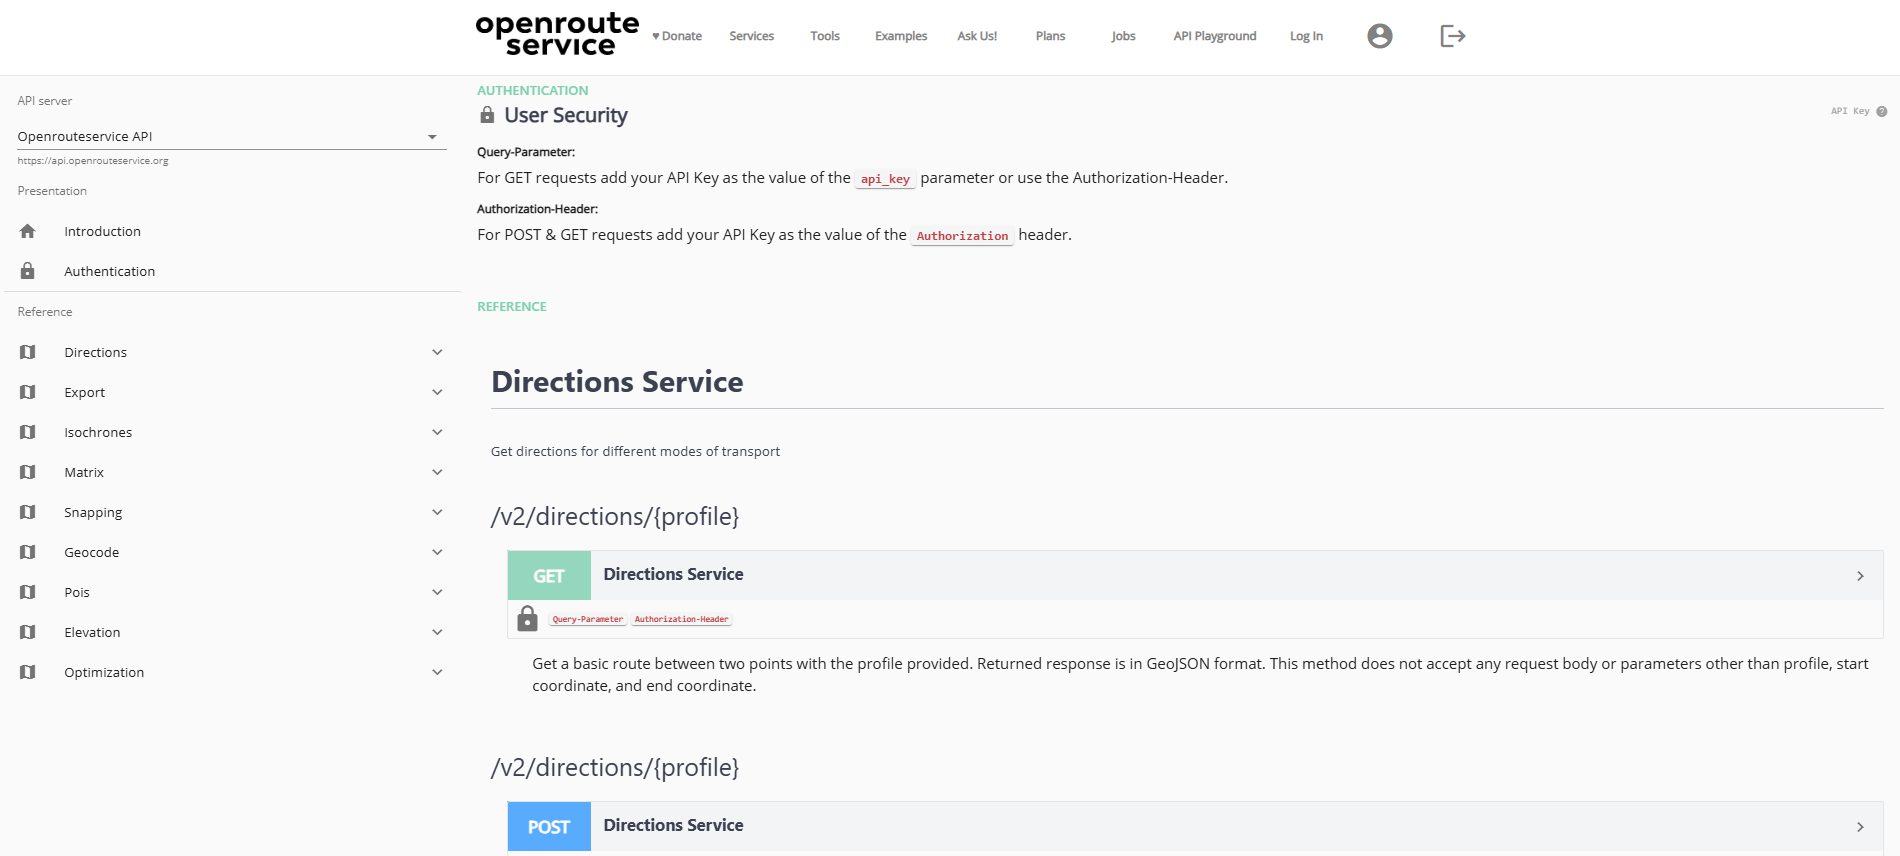 openroute
service
♥ Donate
Services
Tools
Examples
Ask Us!
Plans
Jobs
API Playground
Log In
API server
Openrouteservice API
https://api.openrouteservice.org
Presentation
Introduction
Authentication
Reference
Directions
Export
Isochrones
Matrix
Snapping
Geocode
Pois
Elevation
Optimization
AUTHENTICATION
User Security
API Key ?
Query-Parameter:
For GET requests add your API Key as the value of the api_key parameter or use the Authorization-Header.
Authorization-Header:
For POST & GET requests add your API Key as the value of the Authorization header.
REFERENCE
Directions Service
Get directions for different modes of transport
/v2/directions/{profile}
GET Directions Service
Query-Parameter Authorization-Header
Get a basic route between two points with the profile provided. Returned response is in GeoJSON format. This method does not accept any request body or parameters other than profile, start
coordinate, and end coordinate.
/v2/directions/{profile}
POST Directions Service